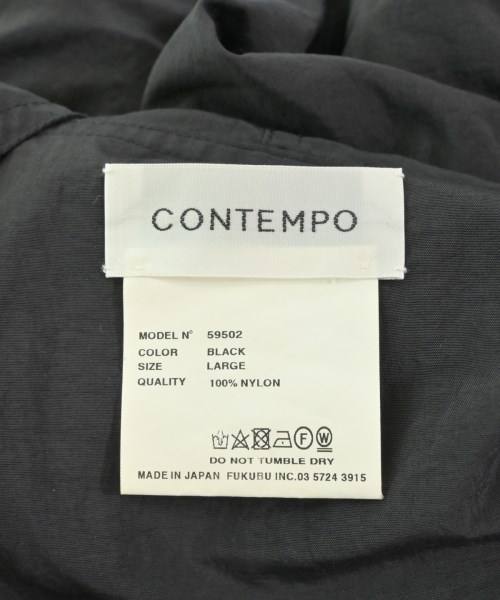 CONTEMPO
MODEL N° 59502
COLOR BLACK
SIZE LARGE
QUALITY 100% NYLON
F W
DO NOT TUMBLE DRY
MADE IN JAPAN FUKUBU INC.03 5724 3915